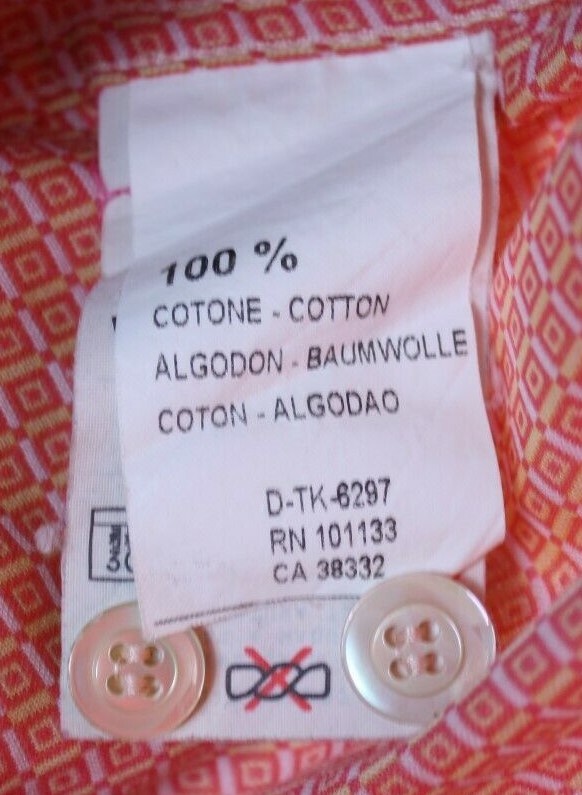 100 %
COTONE - COTTON
ALGODON - BAUMWOLLE
COTON - ALGODAO
D-TK-6297
RN 101133
CA 38332